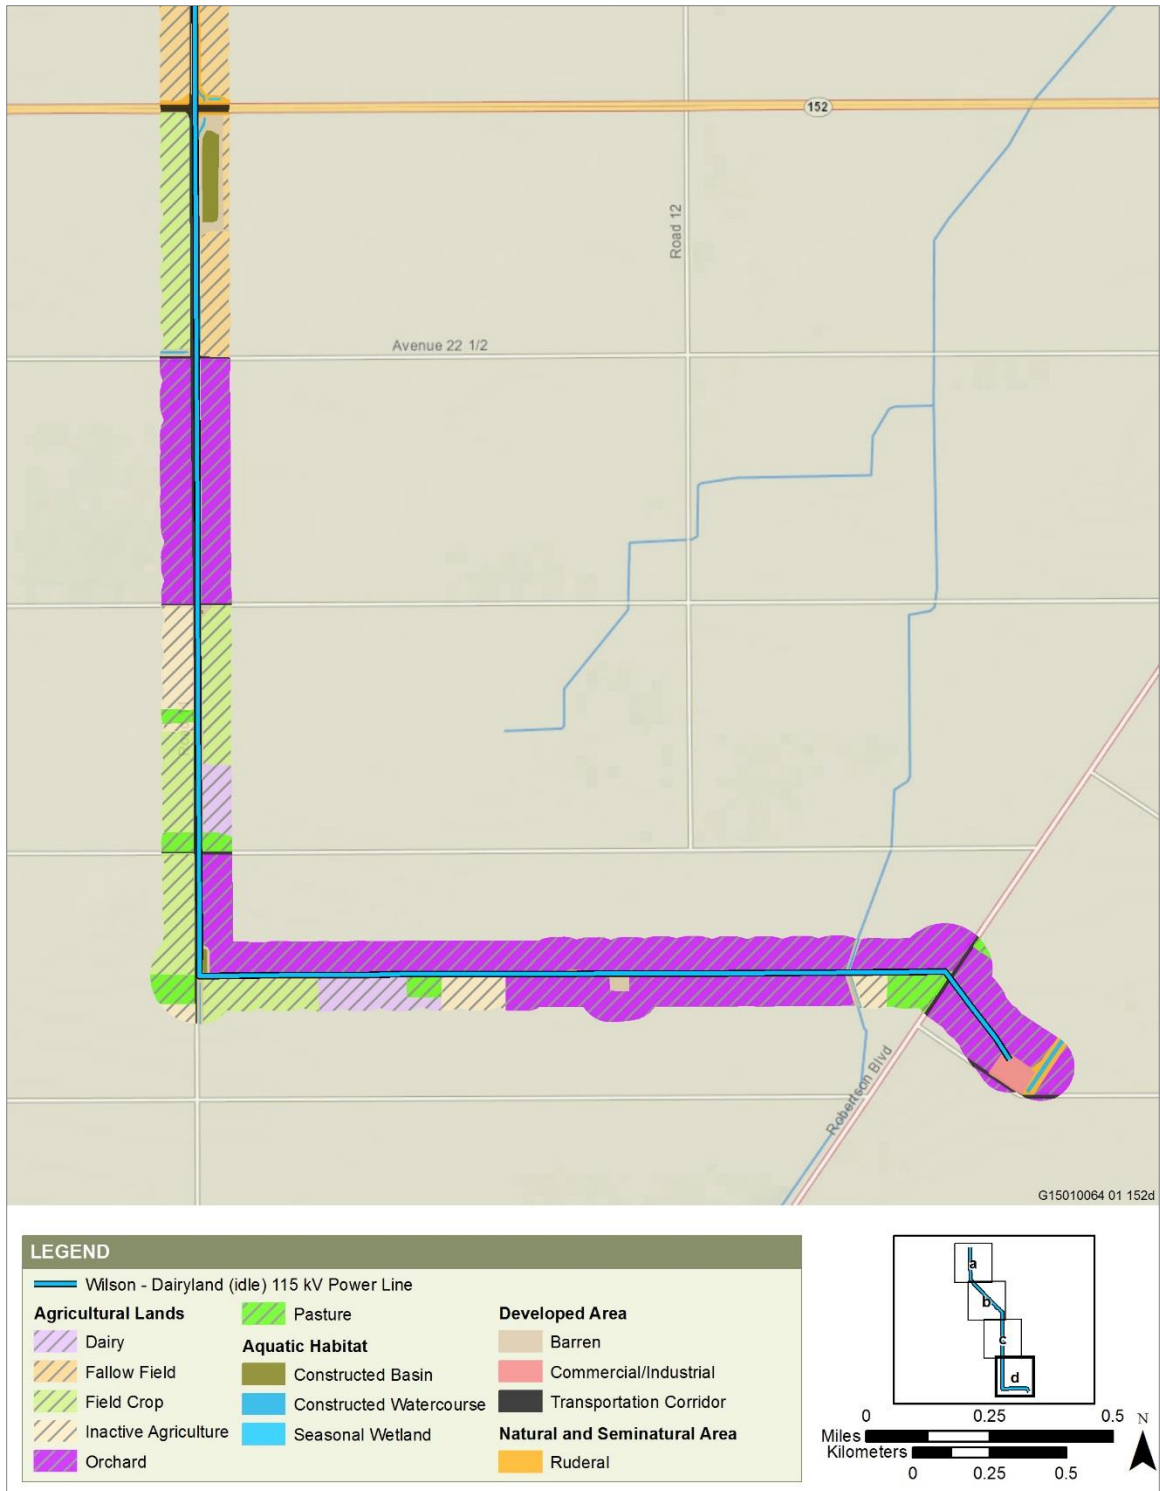 152
Road 12
Avenue 22 1/2
Robertson Blvd
G15010064 01 152d
LEGEND
Wilson - Dairyland (idle) 115 kV Power Line
Agricultural Lands
Dairy
Fallow Field
Field Crop
Inactive Agriculture
Orchard
Pasture
Aquatic Habitat
Constructed Basin
Constructed Watercourse
Seasonal Wetland
Developed Area
Barren
Commercial/Industrial
Transportation Corridor
Natural and Seminatural Area
Ruderal
a
b
c
d
0 0.25 0.5 N
Miles
Kilometers
0 0.25 0.5